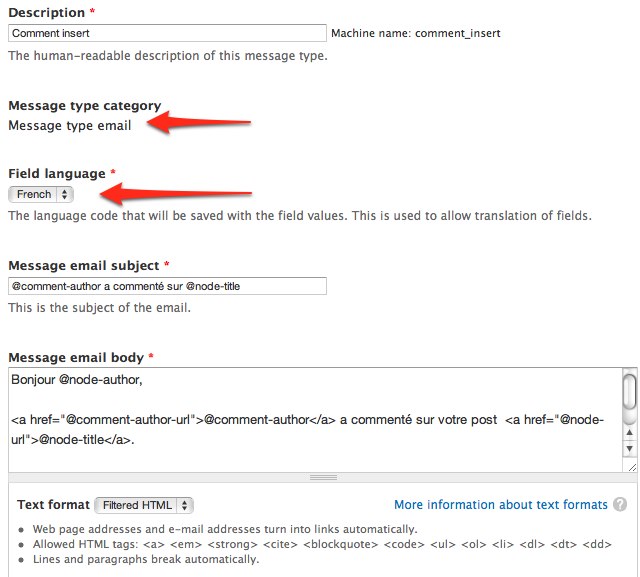 Description *
Comment insert Machine name: comment_insert
The human-readable description of this message type.
Message type category
Message type email
Field language *
French
The language code that will be saved with the field values. This is used to allow translation of fields.
Message email subject *
@comment-author a commenté sur @node-title
This is the subject of the email.
Message email body *
Bonjour @node-author,
<a href="@comment-author-url">@comment-author</a> a commenté sur votre post  <a href="@node-
url">@node-title</a>.
Text format Filtered HTML More information about text formats ?
Web page addresses and e-mail addresses turn into links automatically.
Allowed HTML tags: <a> <em> <strong> <cite> <blockquote> <code> <ul> <ol> <li> <dl> <dt> <dd>
Lines and paragraphs break automatically.